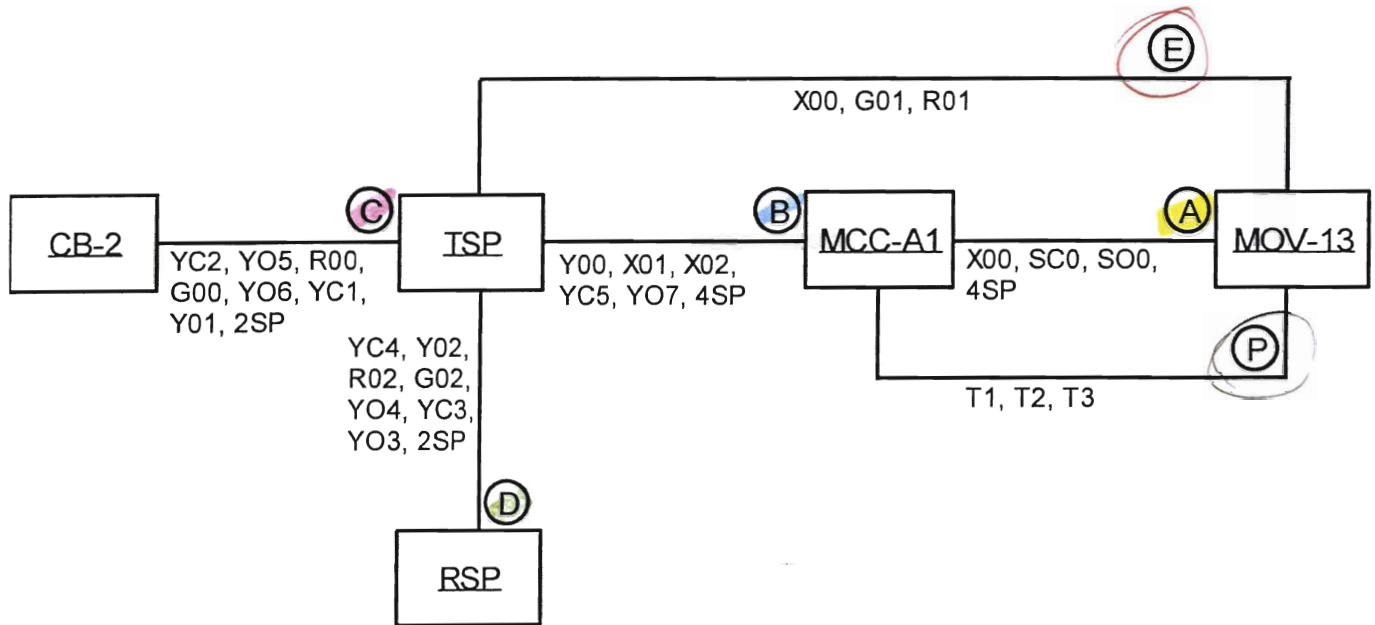 E
X00, G01, R01
CB-2
C
TSP
B
MCC-A1
A
MOV-13
YC2, YO5, R00,
G00, YO6, YC1,
Y01, 2SP
Y00, X01, X02,
YC5, YO7, 4SP
X00, SC0, SO0,
4SP
P
T1, T2, T3
YC4, Y02,
R02, G02,
YO4, YC3,
YO3, 2SP
D
RSP